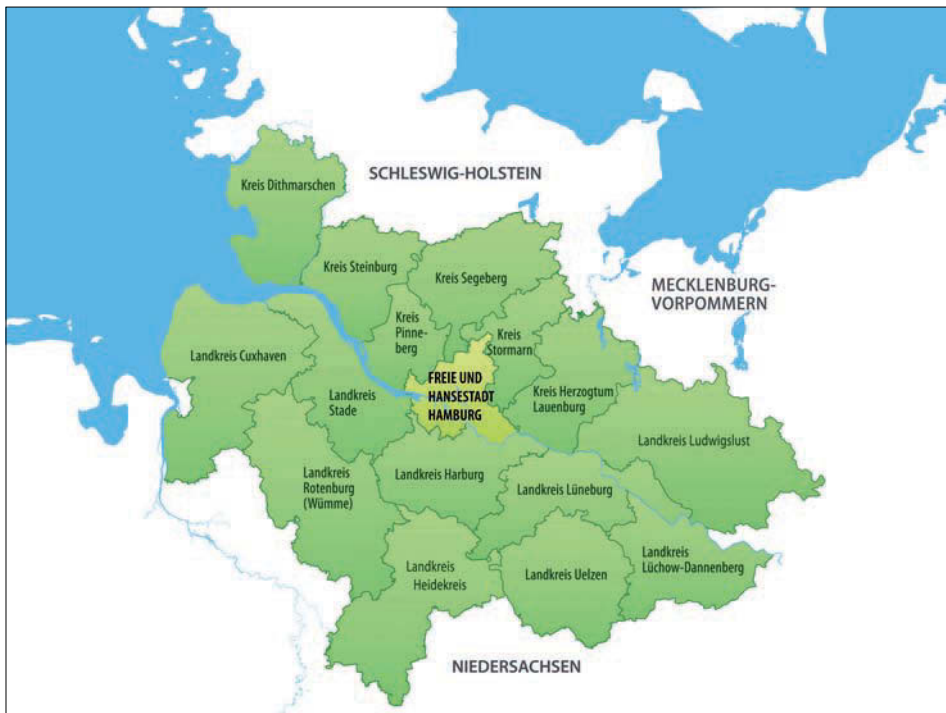 SCHLESWIG-HOLSTEIN
Kreis Dithmarschen
Kreis Steinburg
Kreis Segeberg
MECKLENBURG-
VORPOMMERN
Kreis
Pinne-
berg
Kreis
Stormarn
Landkreis Cuxhaven
FREIE UND
HANSESTADT
HAMBURG
Landkreis
Stade
Kreis Herzogtum
Lauenburg
Landkreis Ludwigslust
Landkreis
Rotenburg
(Wümme)
Landkreis Harburg
Landkreis Lüneburg
Landkreis
Heidekreis
Landkreis Uelzen
Landkreis
Lüchow-Dannenberg
NIEDERSACHSEN